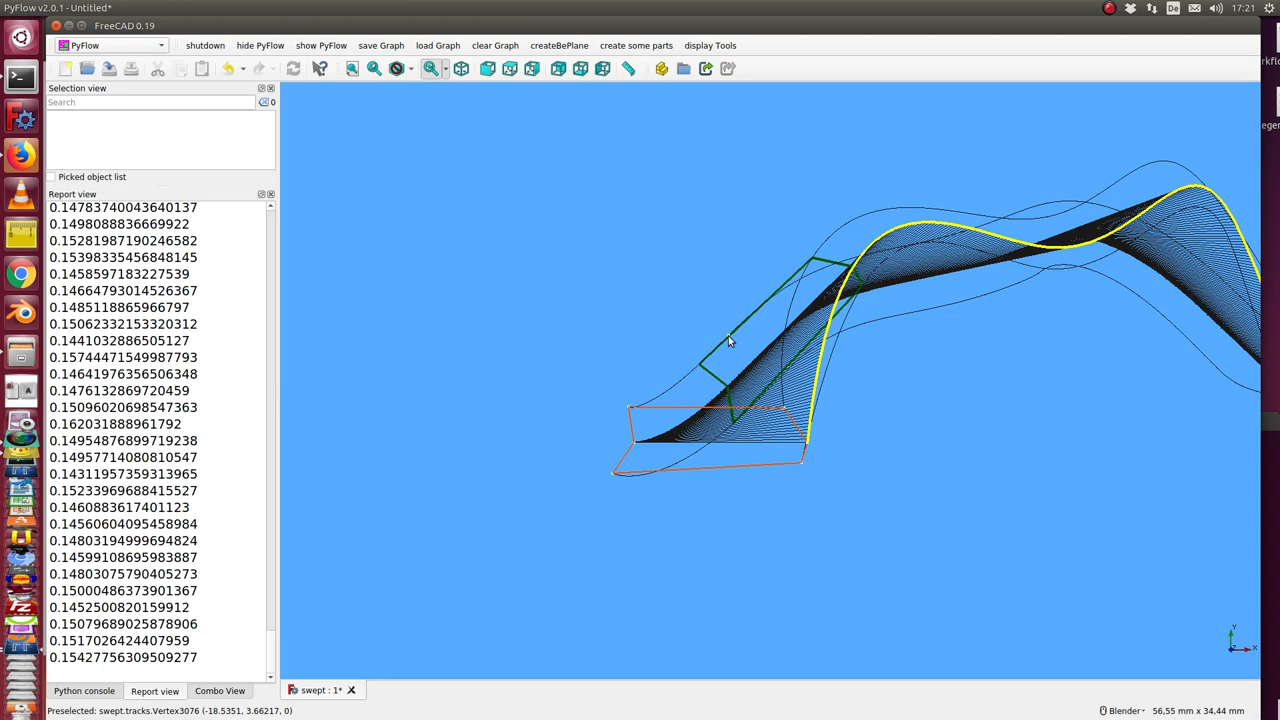 PyFlow v2.0.1 - Untitled*
De
17:21
FreeCAD 0.19
PyFlow
shutdown
hide PyFlow
show PyFlow
save Graph
load Graph
clear Graph
createBePlane
create some parts
display Tools
Selection view
Search
0
Picked object list
Report view
0.14783740043640137
0.1498088836669922
0.15281987190246582
0.15398335456848145
0.1458597183227539
0.14664793014526367
0.1485118865966797
0.15062332153320312
0.1441032886505127
0.15744471549987793
0.14641976356506348
0.1476132869720459
0.15096020698547363
0.162031888961792
0.14954876899719238
0.14957714080810547
0.14311957359313965
0.15233969688415527
0.1460883617401123
0.14560604095458984
0.14803194999694824
0.14599108695983887
0.14803075790405273
0.15000486373901367
0.1452500820159912
0.15079689025878906
0.1517026424407959
0.15427756309509277
Python console
Report view
Combo View
swept : 1*
Y
X
Preselected: swept.tracks.Vertex3076 (-18.5351, 3.66217, 0)
Blender
56,55 mm x 34,44 mm